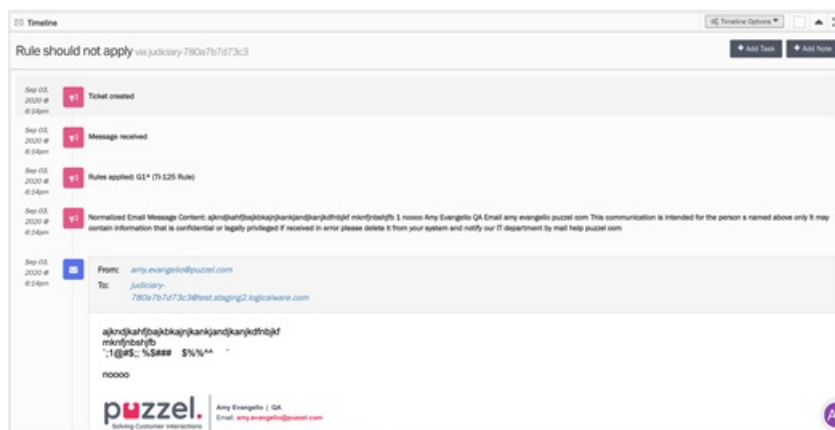 Timeline
Timeline Options
Rule should not apply via judiciary-780a7b7d73c3
+ Add Task
+ Add Note
Sep 03,
2020 @
6:14pm
Ticket created
Sep 03,
2020 @
6:14pm
Message received
Sep 03,
2020 @
6:14pm
Rules applied: G1* (TI-125 Rule)
Sep 03,
2020 @
6:14pm
Normalized Email Message Content: ajkndjkahfjbajkbkajnjkankjandjkanjkdfnbjkf mknfjnbshjfb 1 noooo Amy Evangelio QA Email amy evangelio puzzel com This communication is intended for the person s named above only It may
contain information that is confidential or legally privileged If received in error please delete it from your system and notify our IT department by mail help puzzel com
Sep 03,
2020 @
6:14pm
From: amy.evangelio@puzzel.com
To: judiciary-
780a7b7d73c3@test.staging2.logicalware.com
ajkndjkahfjbajkbkajnjkankjandjkanjkdfnbjkf
mknfjnbshjfb
noooo
puzzel.
Solving Customer Interactions
Amy Evangelio | QA
Email: amy.evangelio@puzzel.com
A